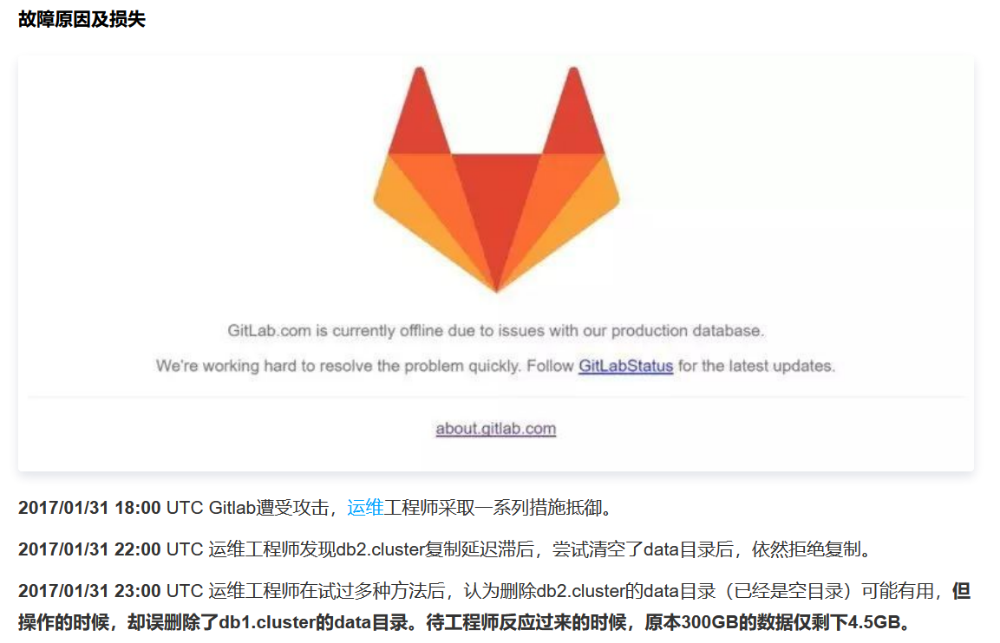 故障原因及损失
GitLab.com is currently offline due to issues with our production database.
We're working hard to resolve the problem quickly. Follow GitLabStatus for the latest updates.
about.gitlab.com
2017/01/31 18:00 UTC Gitlab遭受攻击，运维工程师采取一系列措施抵御。
2017/01/31 22:00 UTC 运维工程师发现db2.cluster复制延迟滞后，尝试清空了data目录后，依然拒绝复制。
2017/01/31 23:00 UTC 运维工程师在试过多种方法后，认为删除db2.cluster的data目录（已经是空目录）可能有用，但
操作的时候，却误删除了db1.cluster的data目录。待工程师反应过来的时候，原本300GB的数据仅剩下4.5GB。